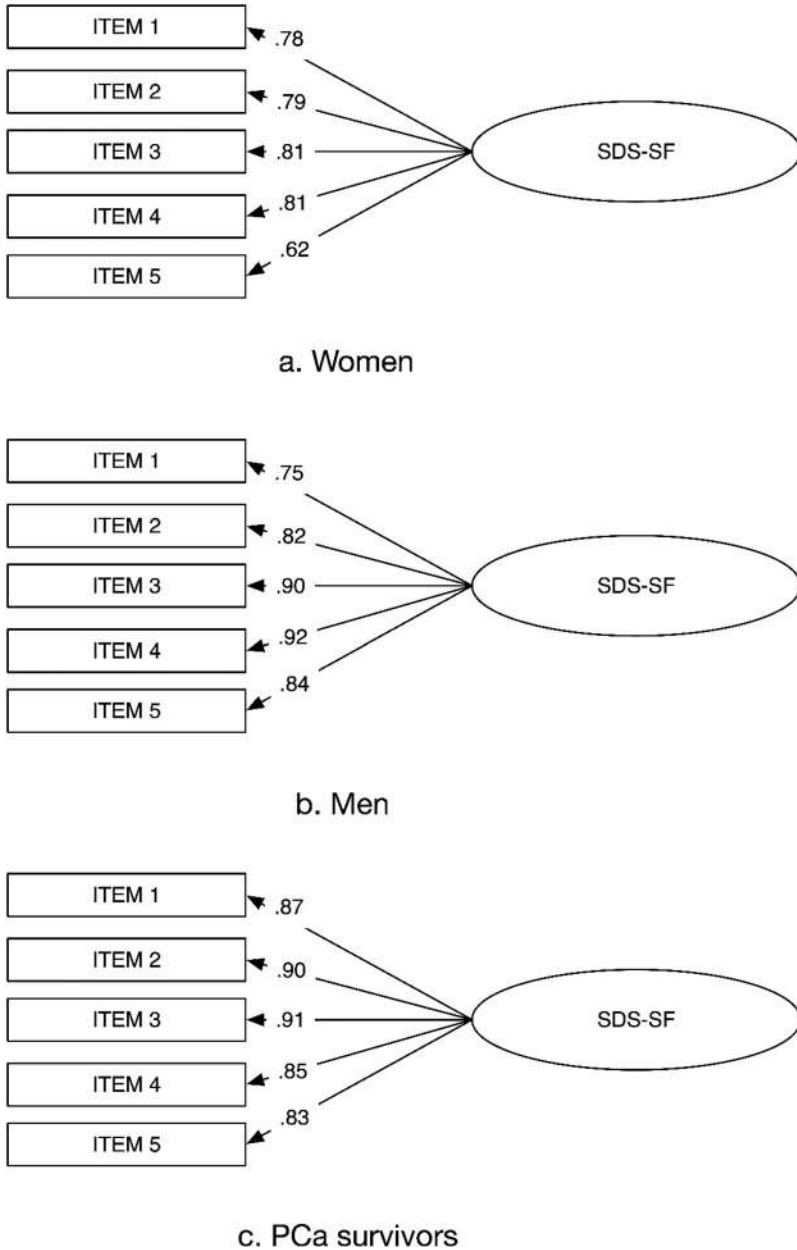 ITEM 1
.78
ITEM 2
.79
ITEM 3
.81
SDS-SF
ITEM 4
.81
ITEM 5
.62
a. Women
ITEM 1
.75
ITEM 2
.82
ITEM 3
.90
SDS-SF
ITEM 4
.92
ITEM 5
.84
b. Men
ITEM 1
.87
ITEM 2
.90
ITEM 3
.91
SDS-SF
ITEM 4
.85
ITEM 5
.83
c. PCa survivors